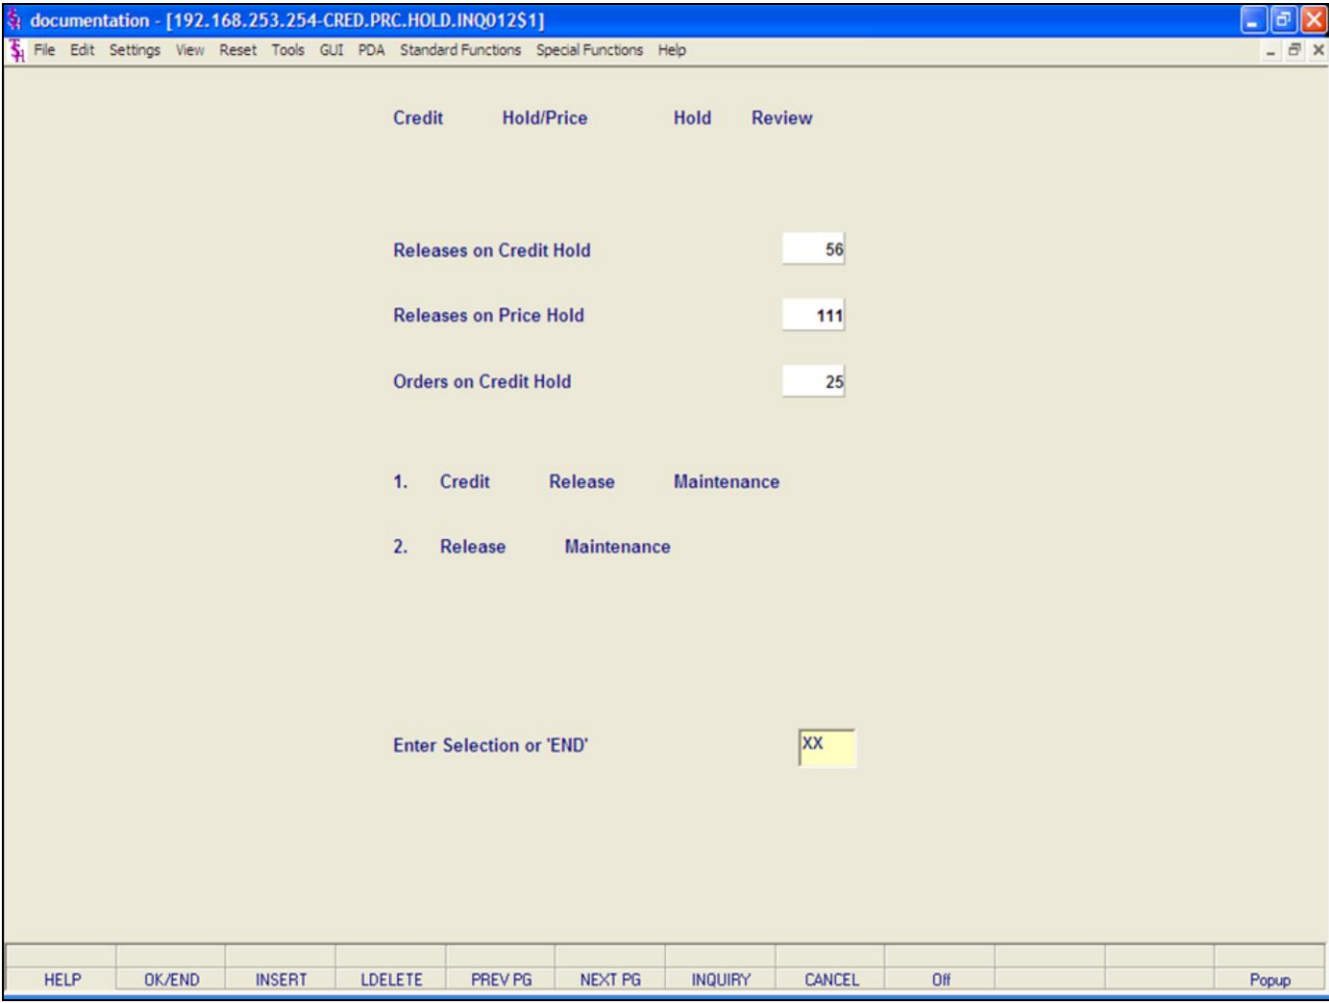 documentation - [192.168.253.254-CRED.PRC.HOLD.INQ012$1]
File Edit Settings View Reset Tools GUI PDA Standard Functions Special Functions Help
Credit Hold/Price Hold Review
Releases on Credit Hold 56
Releases on Price Hold 111
Orders on Credit Hold 25
1. Credit Release Maintenance
2. Release Maintenance
Enter Selection or 'END' XX
HELP OK/END INSERT LDELETE PREV PG NEXT PG INQUIRY CANCEL Off Popup